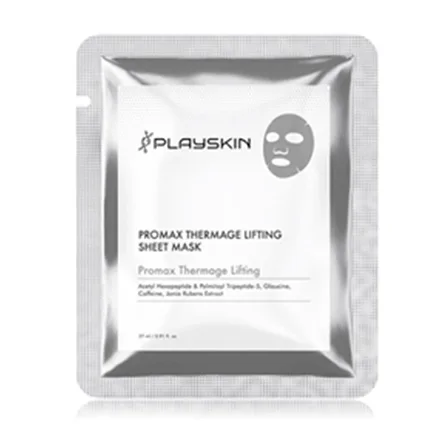 PLAYSKIN
PROMAX THERMAGE LIFTING
SHEET MASK
Promax Thermage Lifting
Acetyl Hexapeptide & Palmitoyl Tripeptide-5, Glaucine,
Caffeine, Jania Rubens Extract